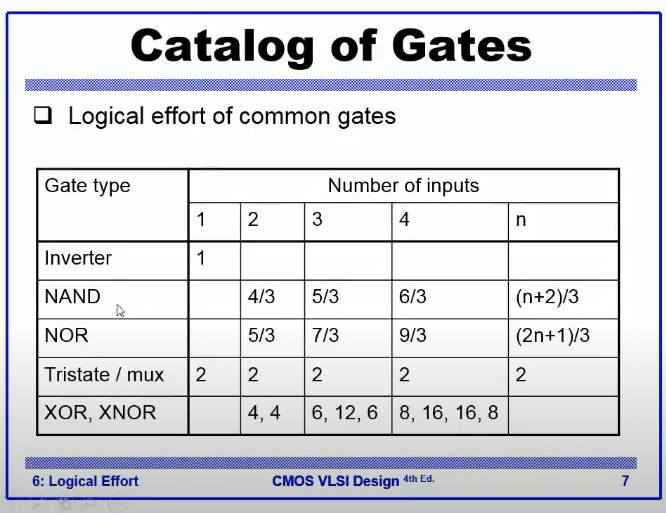 Catalog of Gates
❑ Logical effort of common gates
Gate type Number of inputs
1 2 3 4 n
Inverter 1
NAND 4/3 5/3 6/3 (n+2)/3
NOR 5/3 7/3 9/3 (2n+1)/3
Tristate / mux 2 2 2 2 2
XOR, XNOR 4, 4 6, 12, 6 8, 16, 16, 8
6: Logical Effort CMOS VLSI Design 4th Ed. 7